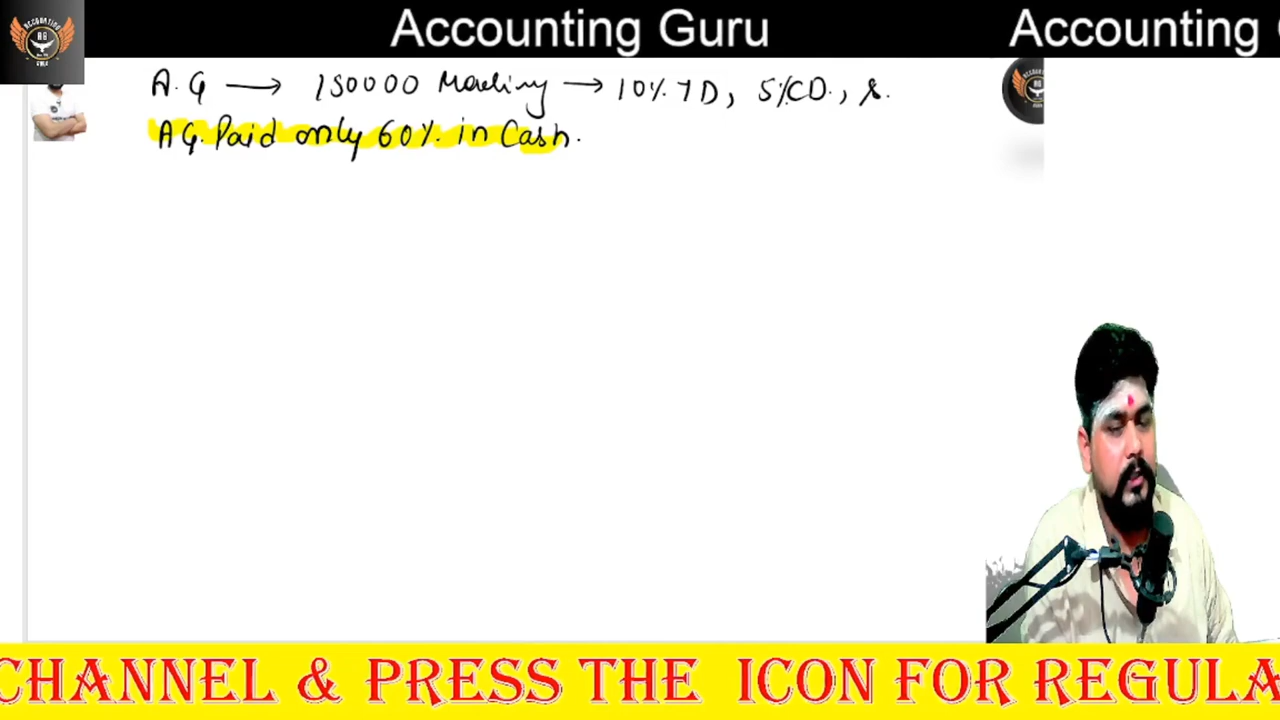 Accounting Guru
Accounting
A.G → 150000 Machinery → 10% TD, 5% CD., &.
AG. Paid only 60% in Cash.
CHANNEL & PRESS THE ICON FOR REGULA